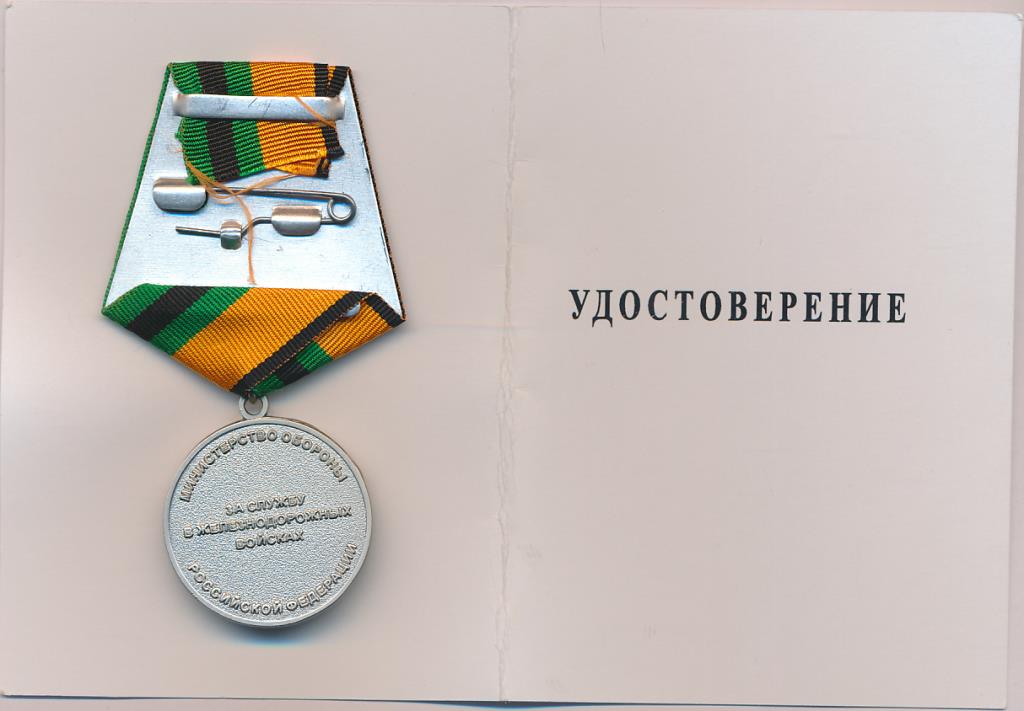 МИНИСТЕРСТВО ОБОРОНЫ
ЗА СЛУЖБУ
В ЖЕЛЕЗНОДОРОЖНЫХ
ВОЙСКАХ
РОССИЙСКОЙ ФЕДЕРАЦИИ
УДОСТОВЕРЕНИЕ